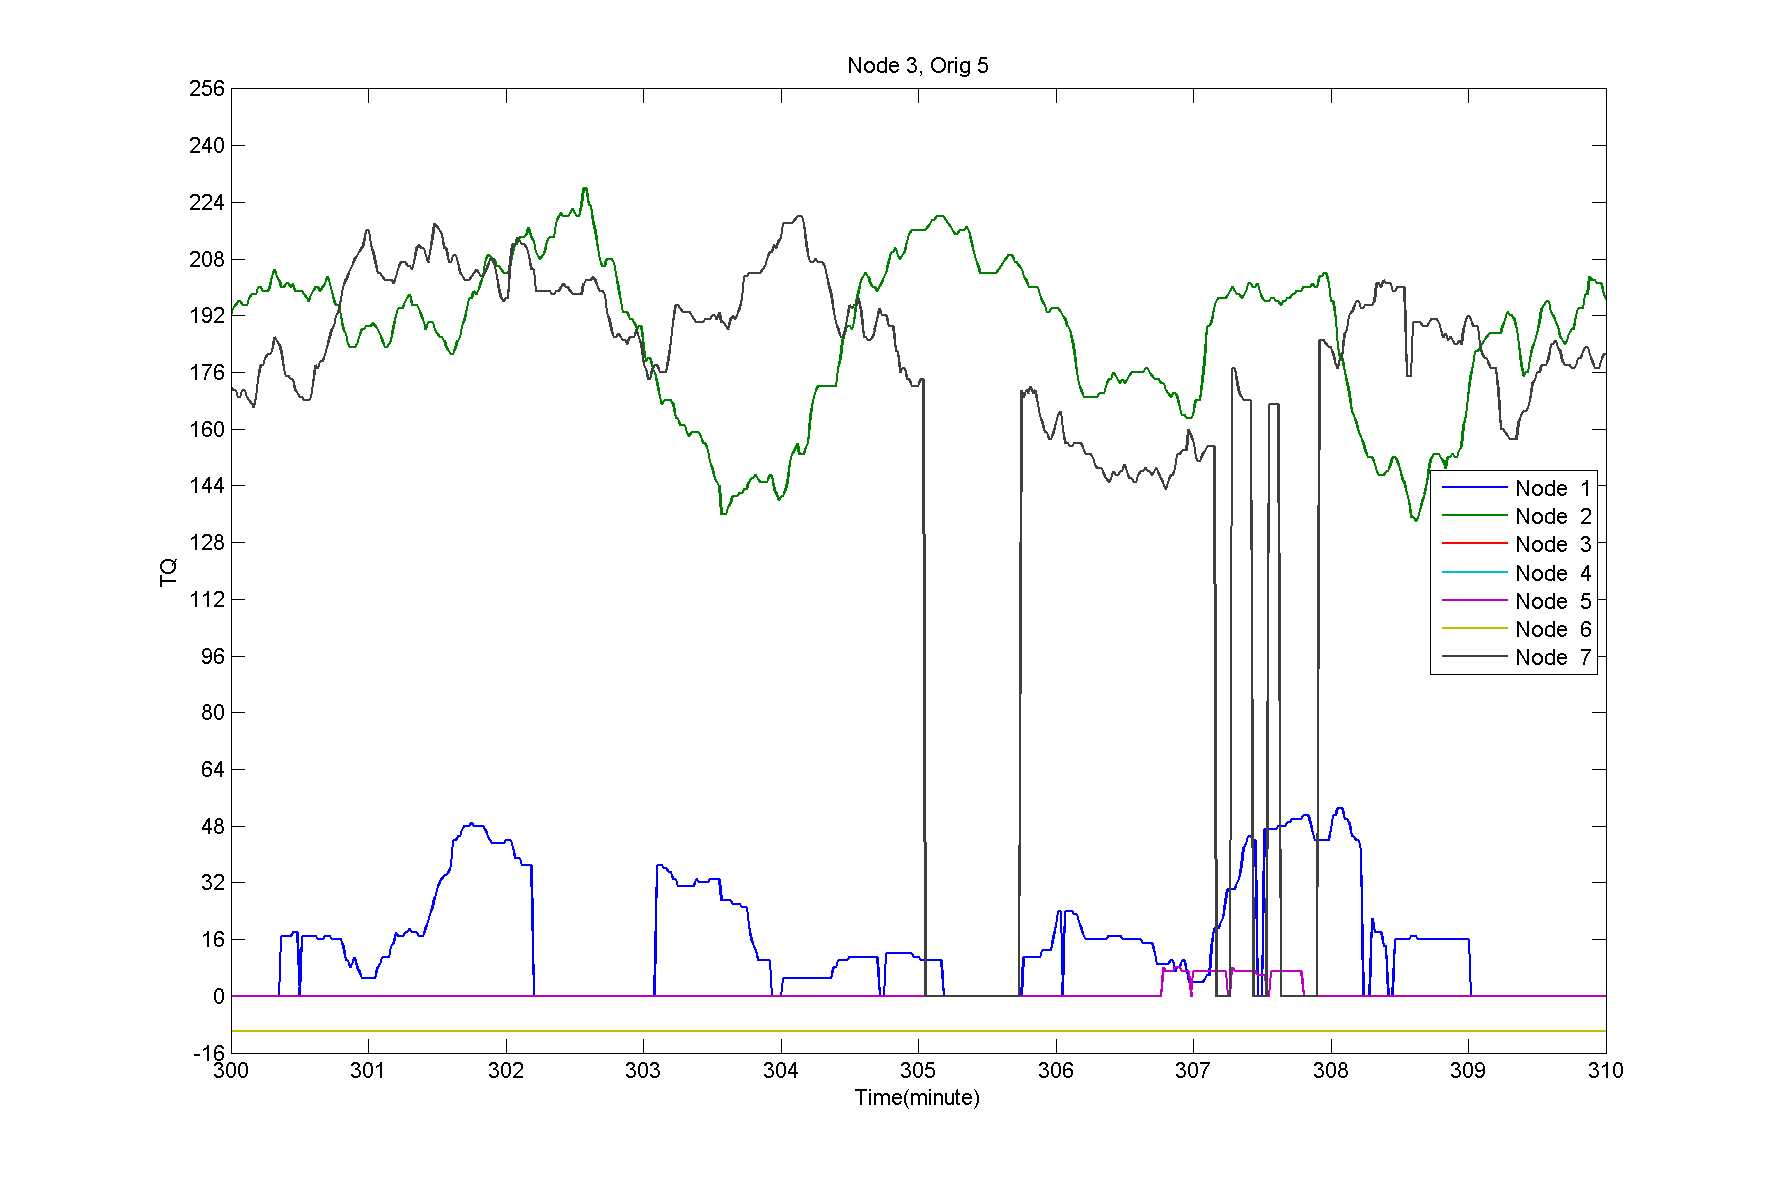 Node 3, Orig 5
256
240
224
208
192
176
160
144
128
112
96
80
64
48
32
16
0
-16
TQ
Node 1
Node 2
Node 3
Node 4
Node 5
Node 6
Node 7
300 301 302 303 304 305 306 307 308 309 310
Time(minute)